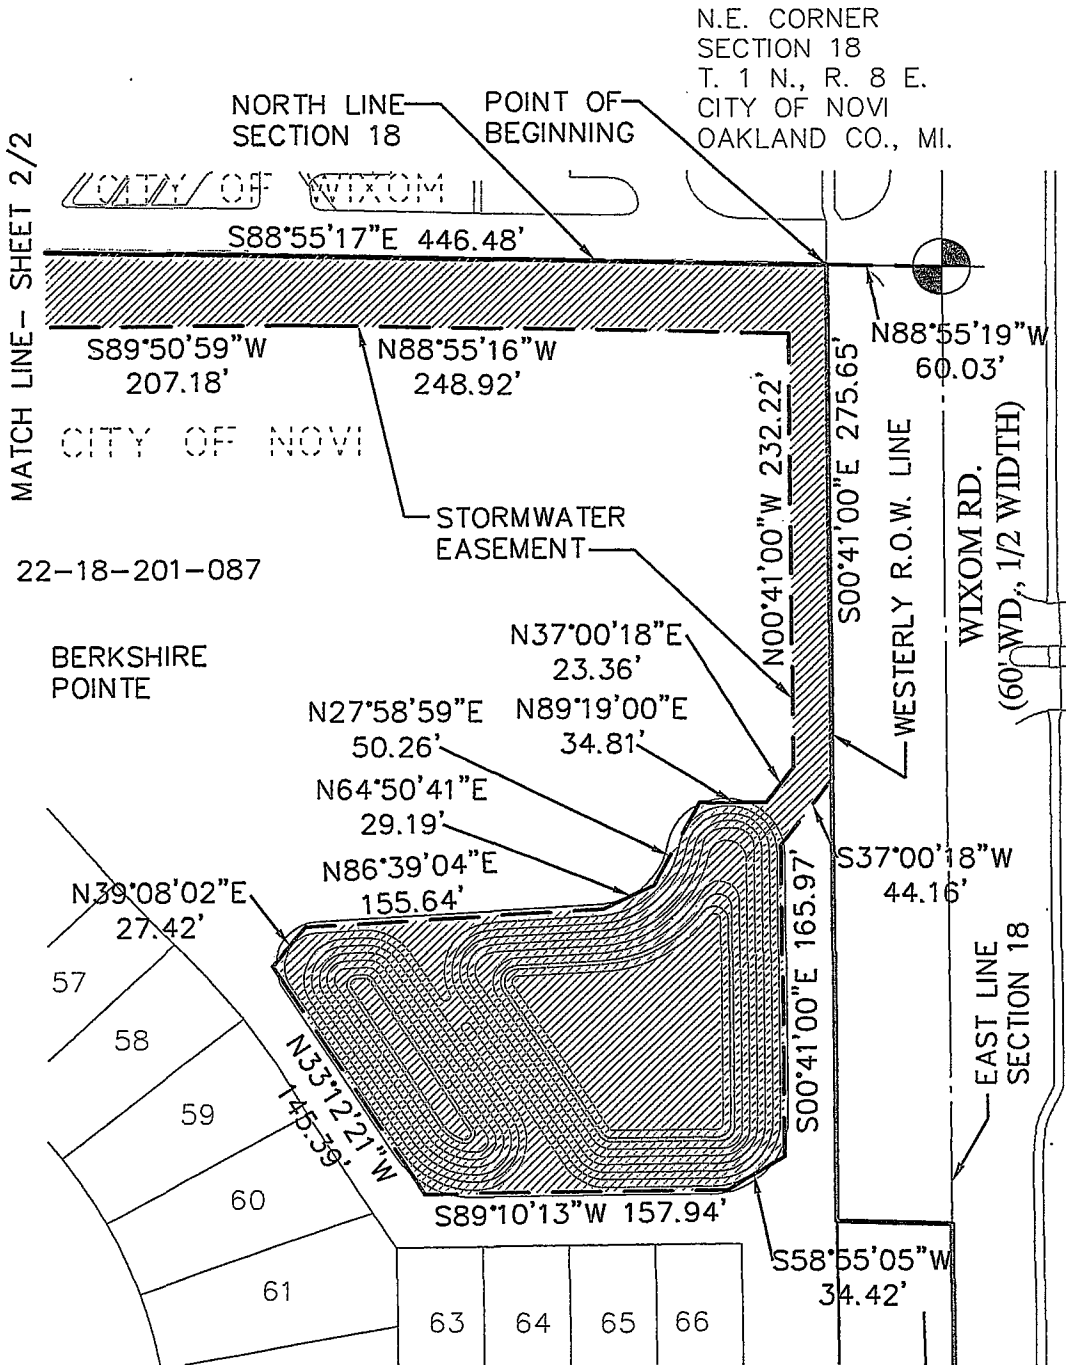 N.E. CORNER
SECTION 18
T. 1 N., R. 8 E.
CITY OF NOVI
OAKLAND CO., MI.
NORTH LINE
SECTION 18
POINT OF
BEGINNING
MATCH LINE- SHEET 2/2
CITY OF WIXOM
S88°55'17"E 446.48'
N88°55'19"W
60.03'
S89°50'59"W
207.18'
N88°55'16"W
248.92'
CITY OF NOVI
N00°41'00"W 232.22'
S00°41'00"E 275.65'
WESTERLY R.O.W. LINE
WIXOM RD.
(60' WD., 1/2 WIDTH)
STORMWATER
EASEMENT
22-18-201-087
BERKSHIRE
POINTE
N37°00'18"E
23.36'
N27°58'59"E
50.26'
N89°19'00"E
34.81'
N64°50'41"E
29.19'
N86°39'04"E
155.64'
S37°00'18"W
44.16'
N39°08'02"E
27.42'
S00°41'00"E 165.97'
EAST LINE
SECTION 18
N33°12'21"W
145.39'
S89°10'13"W 157.94'
S58°55'05"W
34.42'
57
58
59
60
61
63
64
65
66